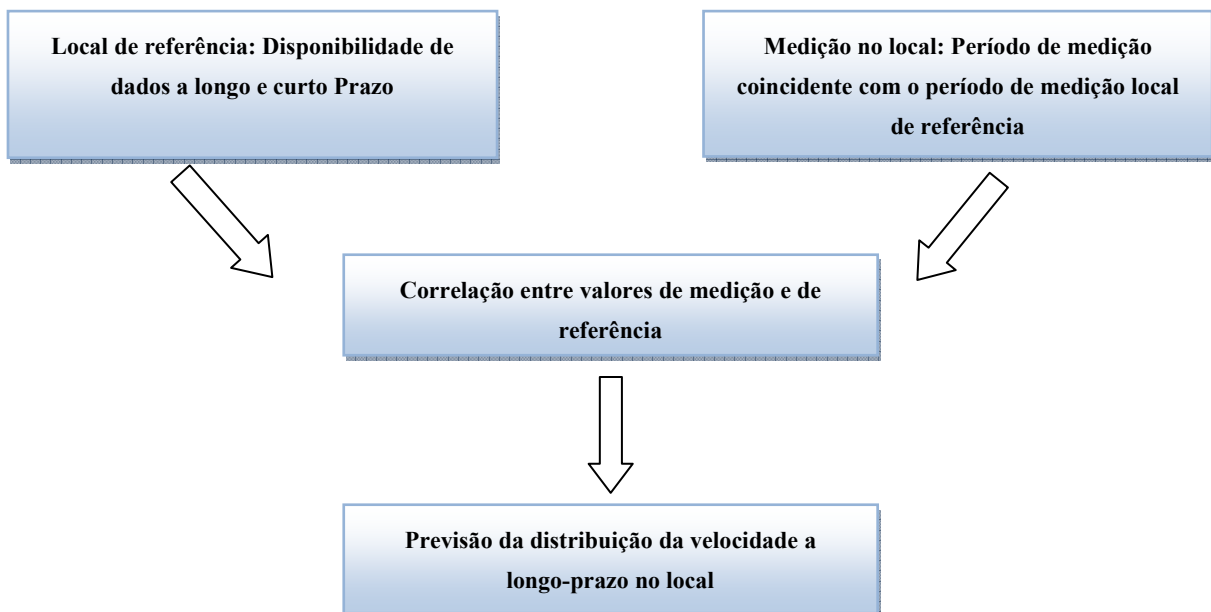 Local de referência: Disponibilidade de
dados a longo e curto Prazo
Medição no local: Período de medição
coincidente com o período de medição local
de referência
Correlação entre valores de medição e de
referência
Previsão da distribuição da velocidade a
longo-prazo no local